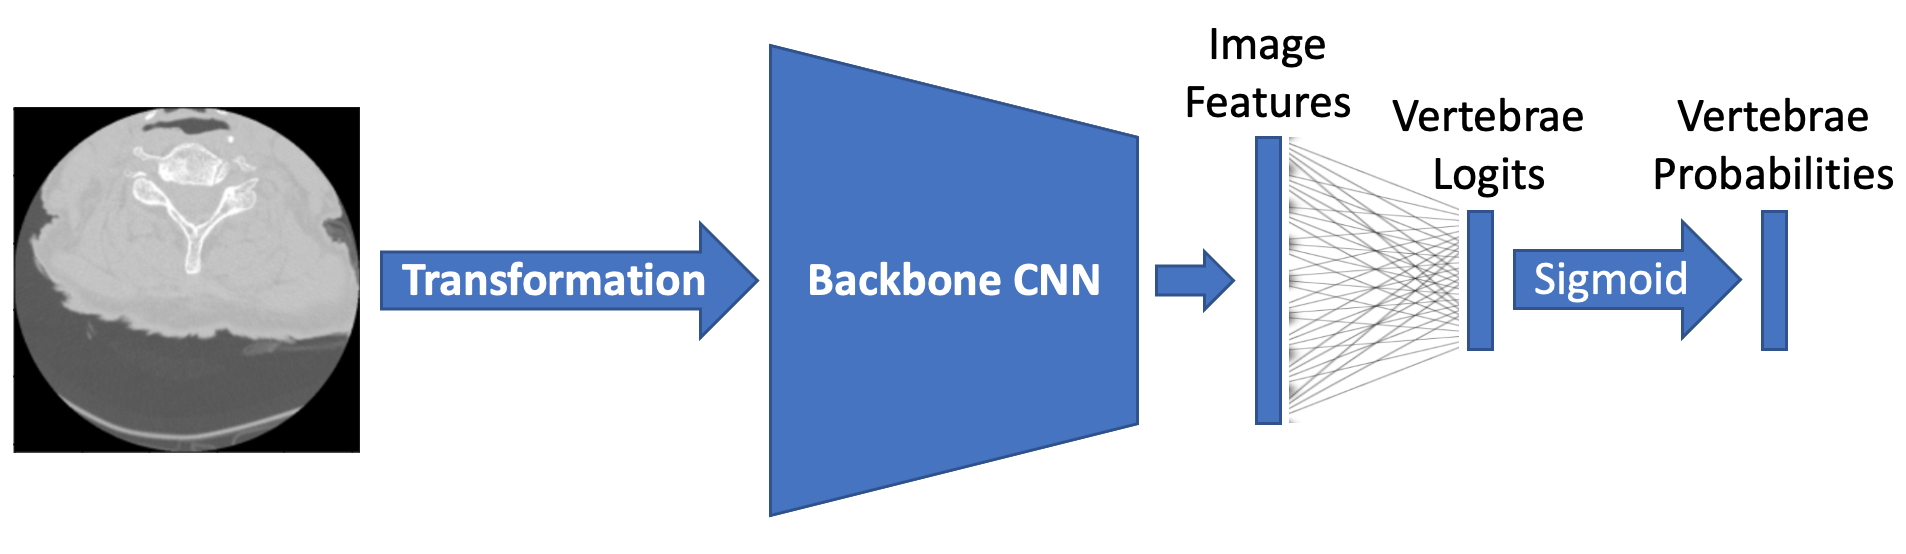 Transformation
Backbone CNN
Image
Features
Vertebrae
Logits
Sigmoid
Vertebrae
Probabilities